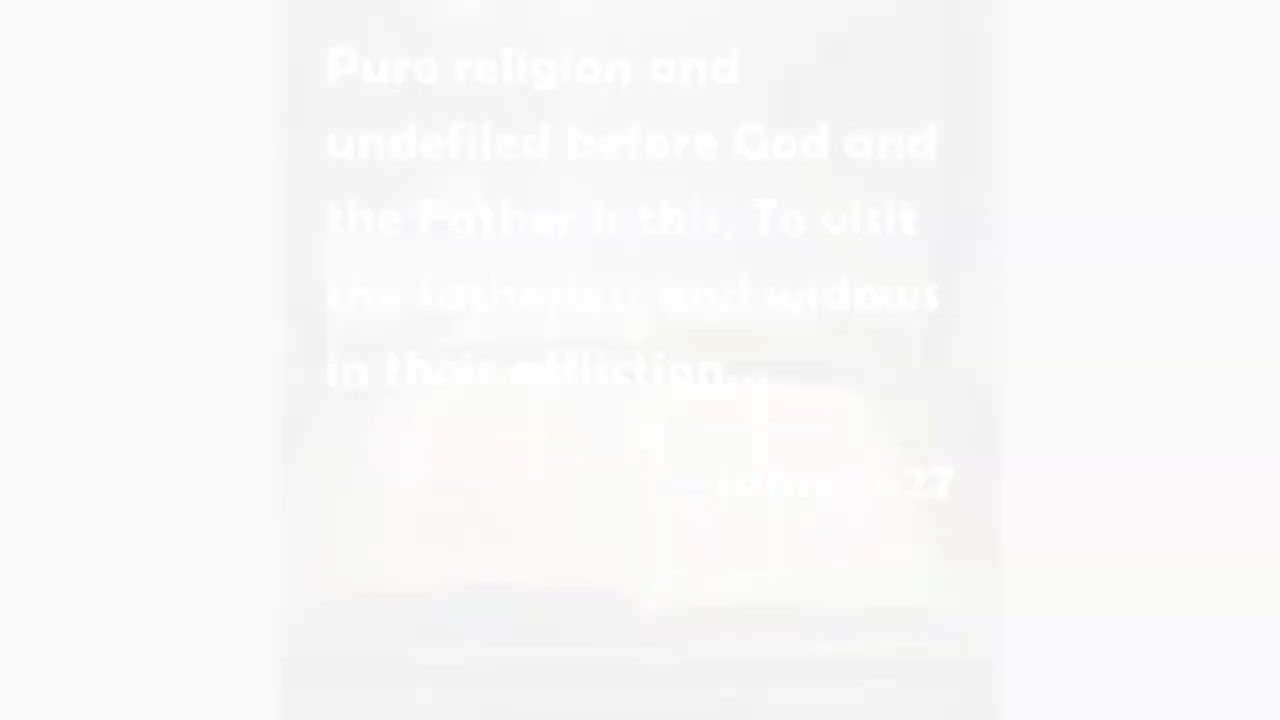 Pure religion and
undefiled before God and
the Father is this, To visit
the fatherless and widows
in their affliction...
—James 1:27